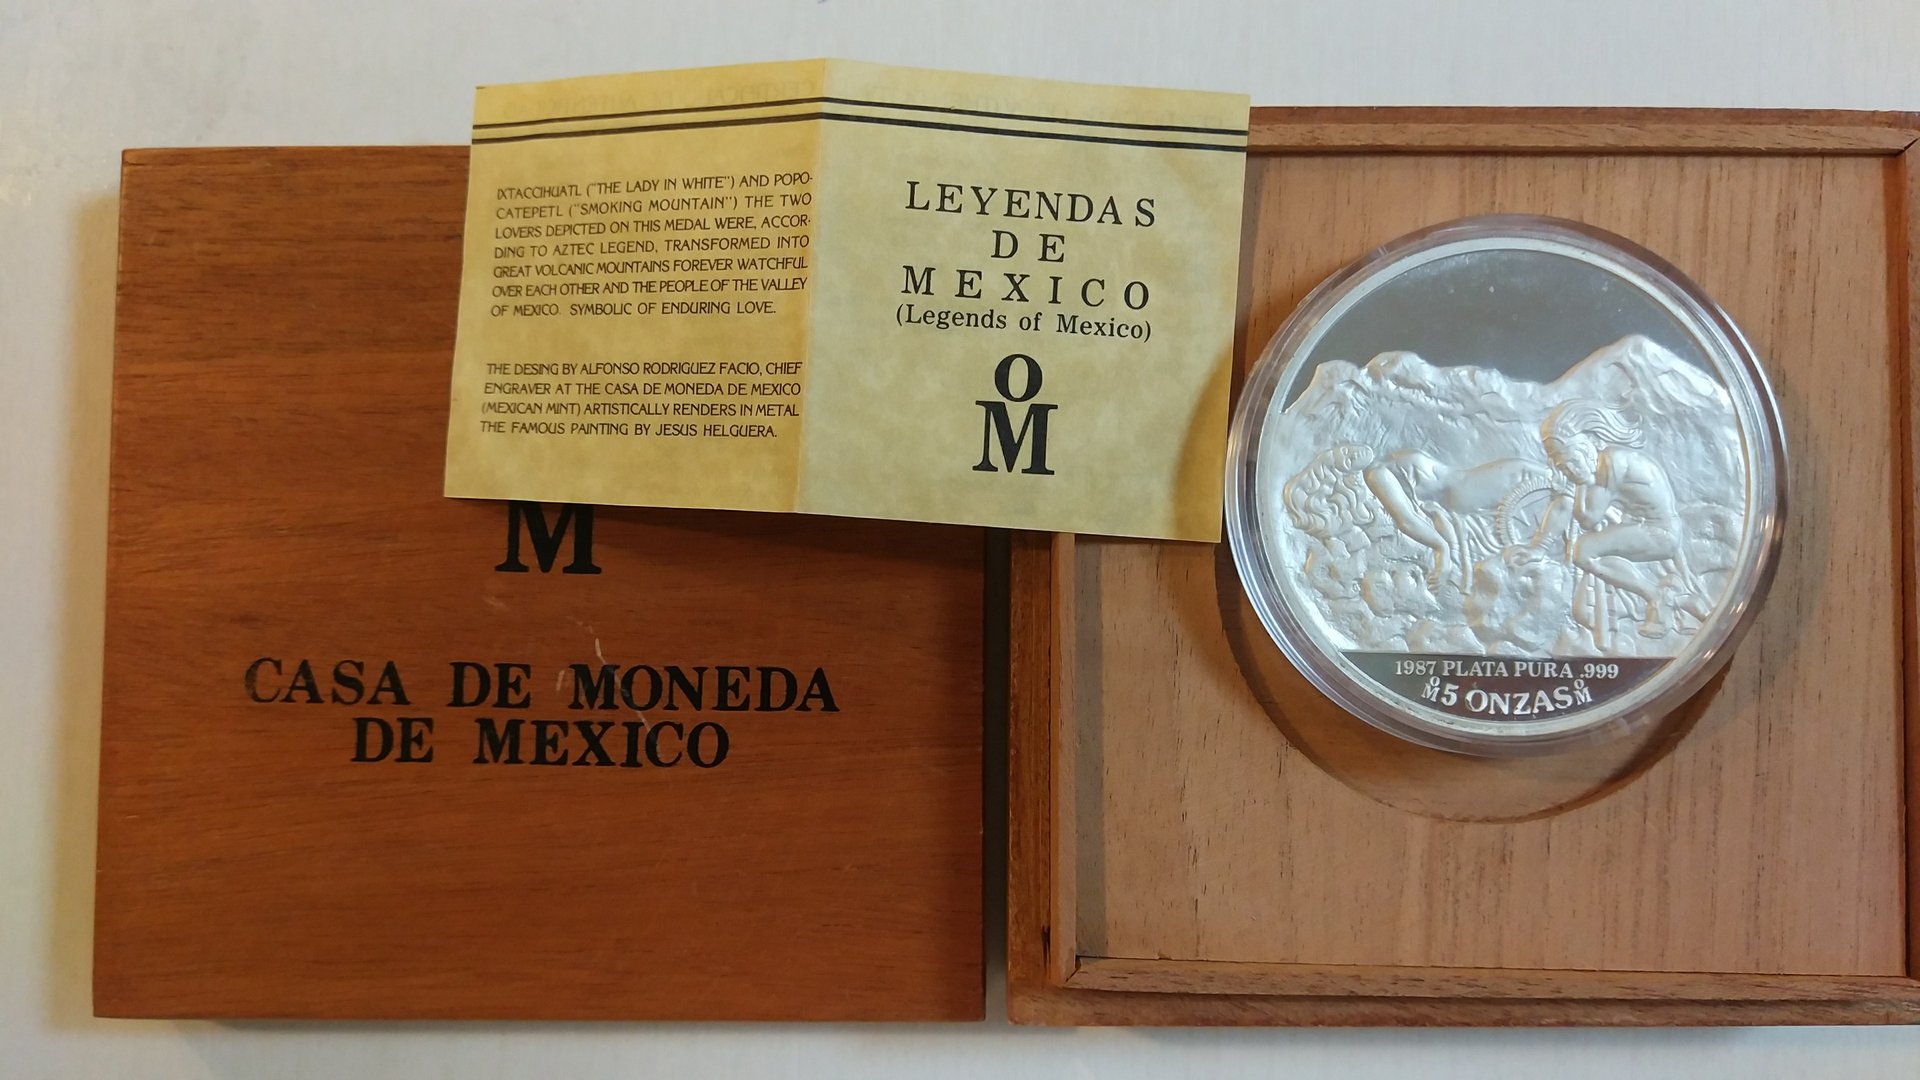 IXTACCIHUATL ("THE LADY IN WHITE") AND POPO-
CATEPETL ("SMOKING MOUNTAIN") THE TWO
LOVERS DEPICTED ON THIS MEDAL WERE, ACCOR-
DING TO AZTEC LEGEND, TRANSFORMED INTO
GREAT VOLCANIC MOUNTAINS FOREVER WATCHFUL
OVER EACH OTHER AND THE PEOPLE OF THE VALLEY
OF MEXICO. SYMBOLIC OF ENDURING LOVE.
THE DESING BY ALFONSO RODRIGUEZ FACIO, CHIEF
ENGRAVER AT THE CASA DE MONEDA DE MEXICO
(MEXICAN MINT) ARTISTICALLY RENDERS IN METAL
THE FAMOUS PAINTING BY JESUS HELGUERA.
LEYENDAS
DE
MEXICO
(Legends of Mexico)
O
M
M
CASA DE MONEDA
DE MEXICO
1987 PLATA PURA .999
OM 5 ONZAS OM